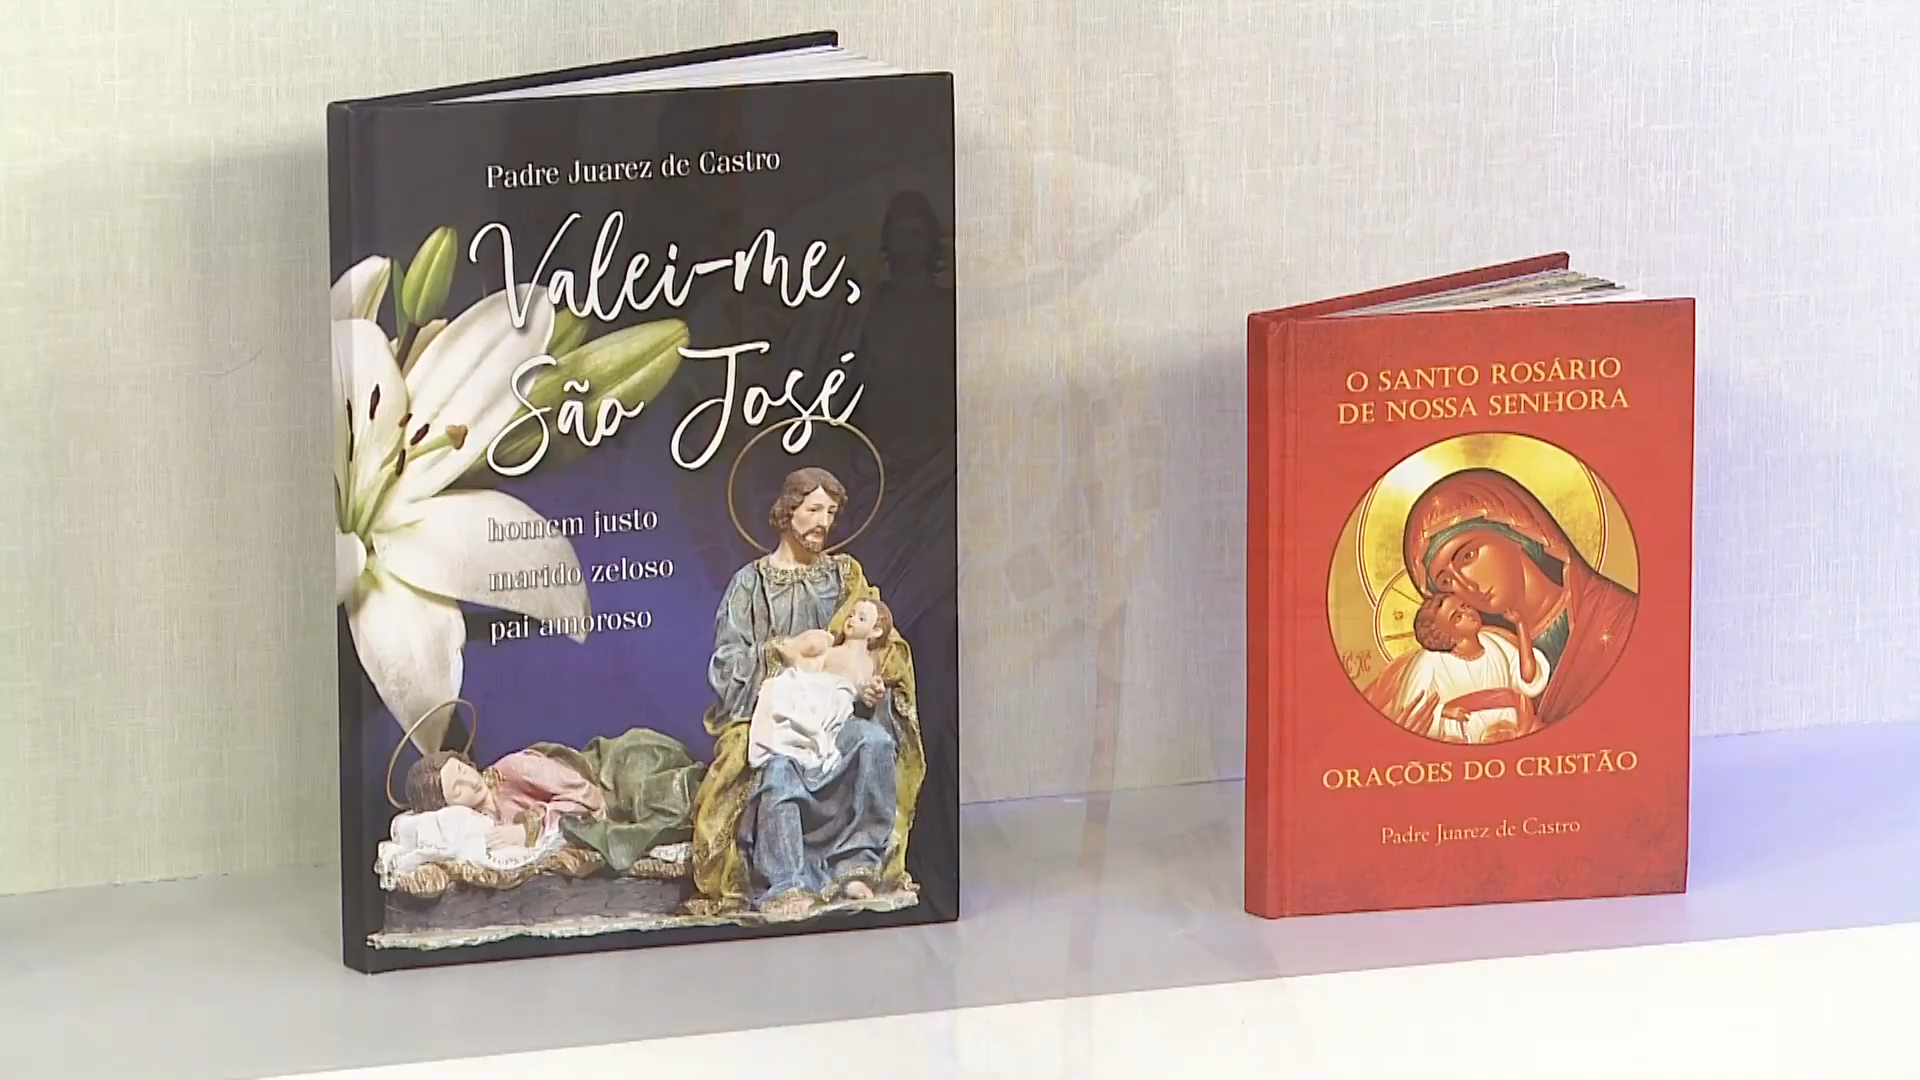 Padre Juarez de Castro
Valei-me,
São José
homem justo
marido zeloso
pai amoroso
O SANTO ROSÁRIO
DE NOSSA SENHORA
ORAÇÕES DO CRISTÃO
Padre Juarez de Castro